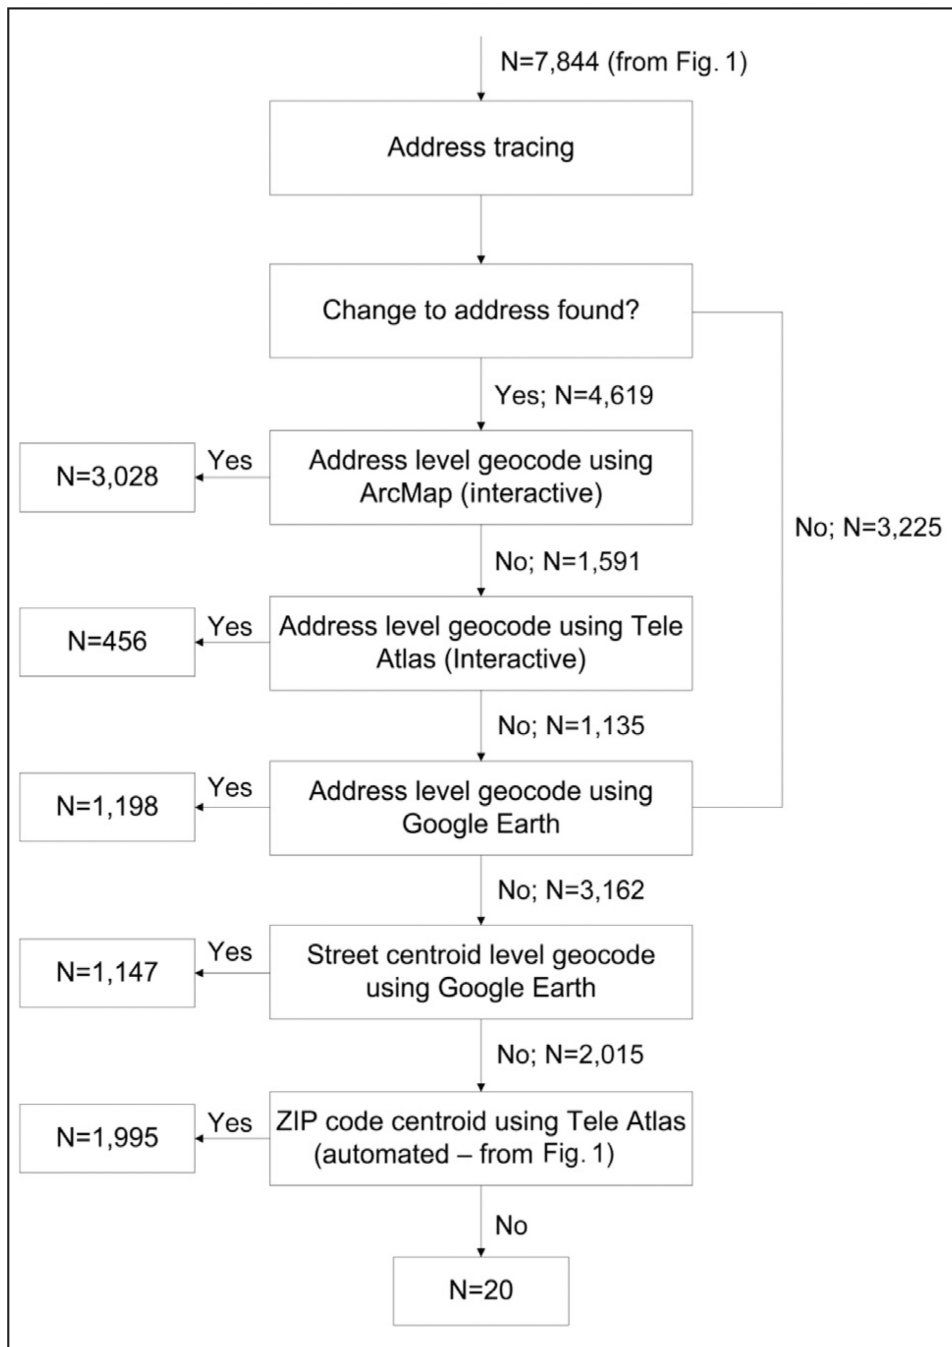 N=7,844 (from Fig. 1)
Address tracing
Change to address found?
Yes; N=4,619
No; N=3,225
Address level geocode using
ArcMap (interactive)
Yes
N=3,028
No; N=1,591
Address level geocode using Tele
Atlas (Interactive)
Yes
N=456
No; N=1,135
Address level geocode using
Google Earth
Yes
N=1,198
No; N=3,162
Street centroid level geocode
using Google Earth
Yes
N=1,147
No; N=2,015
ZIP code centroid using Tele Atlas
(automated – from Fig. 1)
Yes
N=1,995
No
N=20